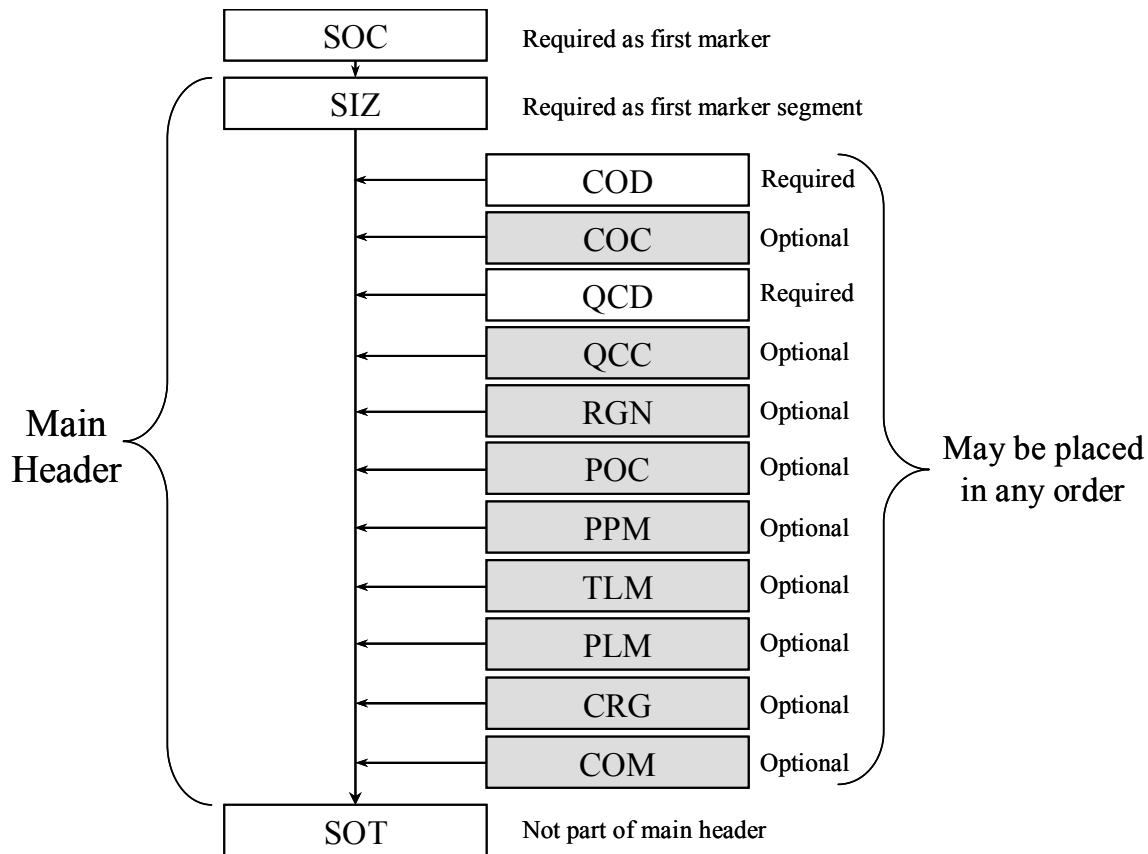 SOC Required as first marker
SIZ Required as first marker segment
COD Required
COC Optional
QCD Required
QCC Optional
RGN Optional
POC Optional
PPM Optional
TLM Optional
PLM Optional
CRG Optional
COM Optional
SOT Not part of main header
Main
Header
May be placed
in any order